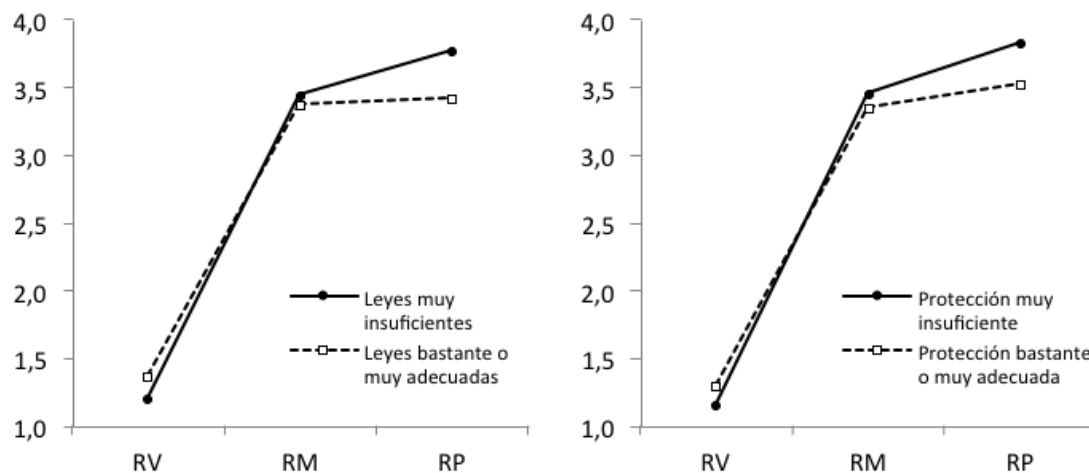 4,0
3,5
3,0
2,5
2,0
1,5
1,0
RV
RM
RP
Leyes muy
insuficientes
Leyes bastante o
muy adecuadas
4,0
3,5
3,0
2,5
2,0
1,5
1,0
RV
RM
RP
Protección muy
insuficiente
Protección bastante
o muy adecuada